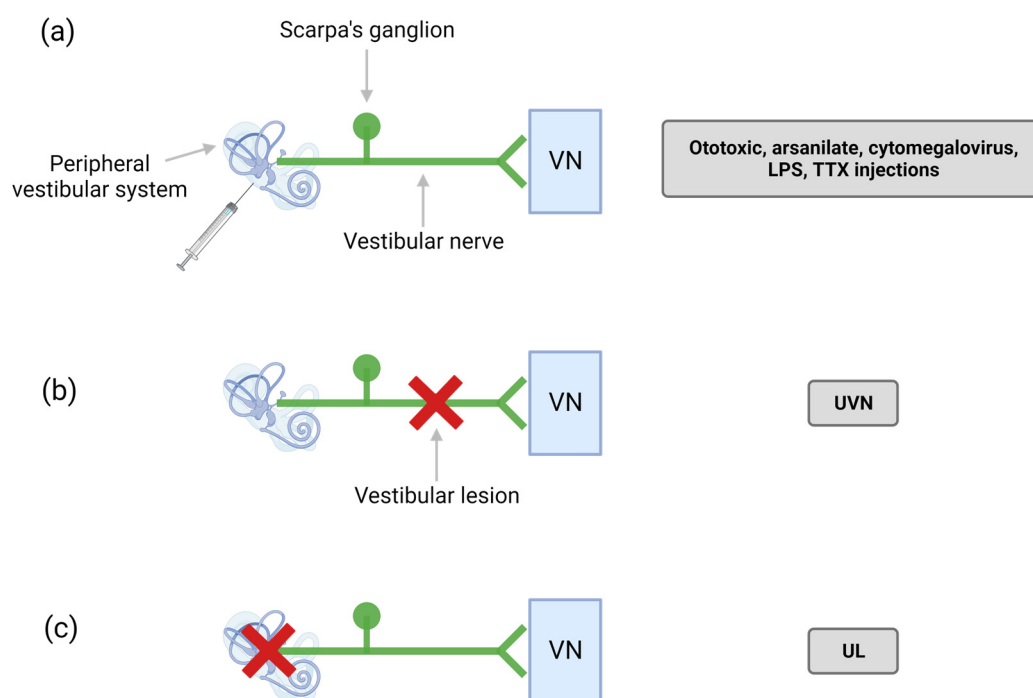 (a)
Scarpa's ganglion
Peripheral
vestibular system
VN
Vestibular nerve
Ototoxic, arsanilate, cytomegalovirus,
LPS, TTX injections
(b)
VN
Vestibular lesion
UVN
(c)
VN
UL